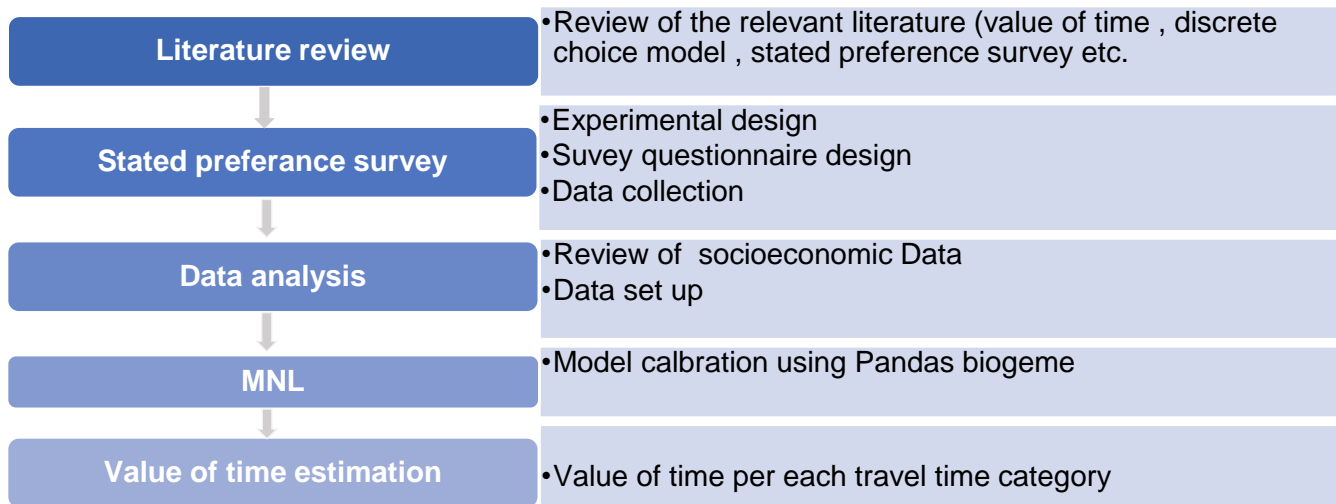 Literature review
•Review of the relevant literature (value of time , discrete
choice model , stated preference survey etc.
Stated preferance survey
•Experimental design
•Suvey questionnaire design
•Data collection
Data analysis
•Review of  socioeconomic Data
•Data set up
MNL
•Model calbration using Pandas biogeme
Value of time estimation
•Value of time per each travel time category